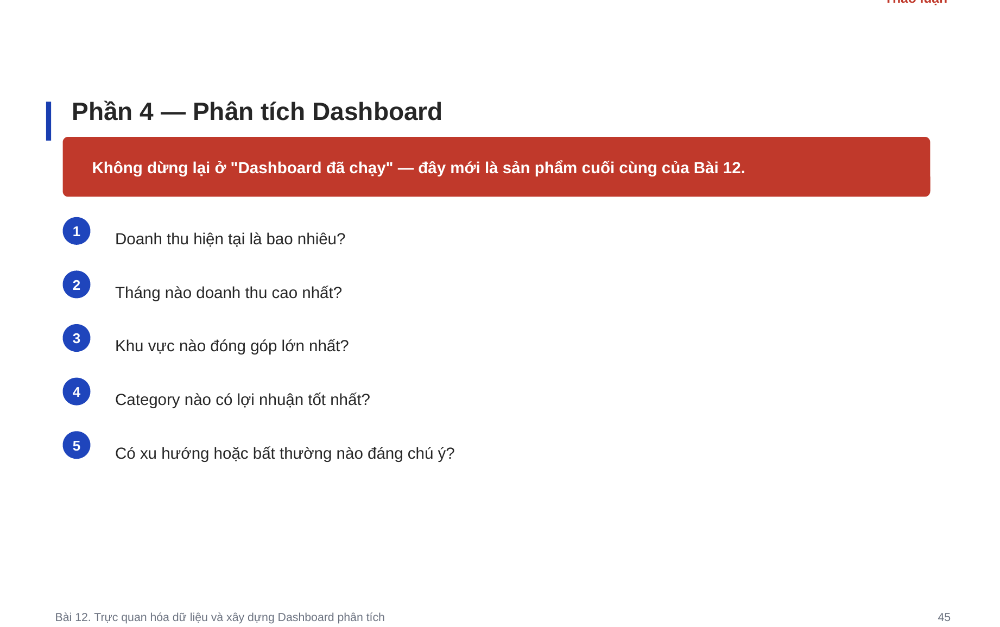 Thảo luận
Phần 4 — Phân tích Dashboard
Không dừng lại ở "Dashboard đã chạy" — đây mới là sản phẩm cuối cùng của Bài 12.
1 Doanh thu hiện tại là bao nhiêu?
2 Tháng nào doanh thu cao nhất?
3 Khu vực nào đóng góp lớn nhất?
4 Category nào có lợi nhuận tốt nhất?
5 Có xu hướng hoặc bất thường nào đáng chú ý?
Bài 12. Trực quan hóa dữ liệu và xây dựng Dashboard phân tích 45